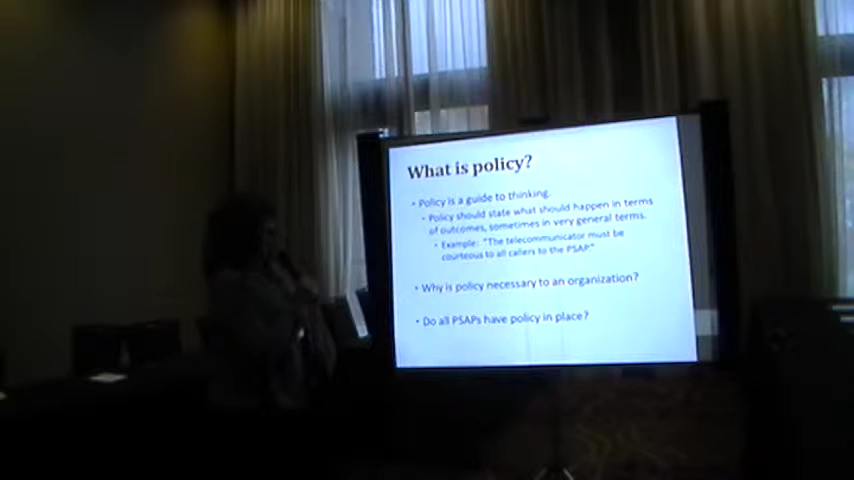 What is policy?
• Policy is a guide to thinking.
• Policy should state what should happen in terms
of outcomes, sometimes in very general terms.
• Example: "The telecommunicator must be
courteous to all callers to the PSAP."
• Why is policy necessary to an organization?
• Do all PSAPs have policy in place?